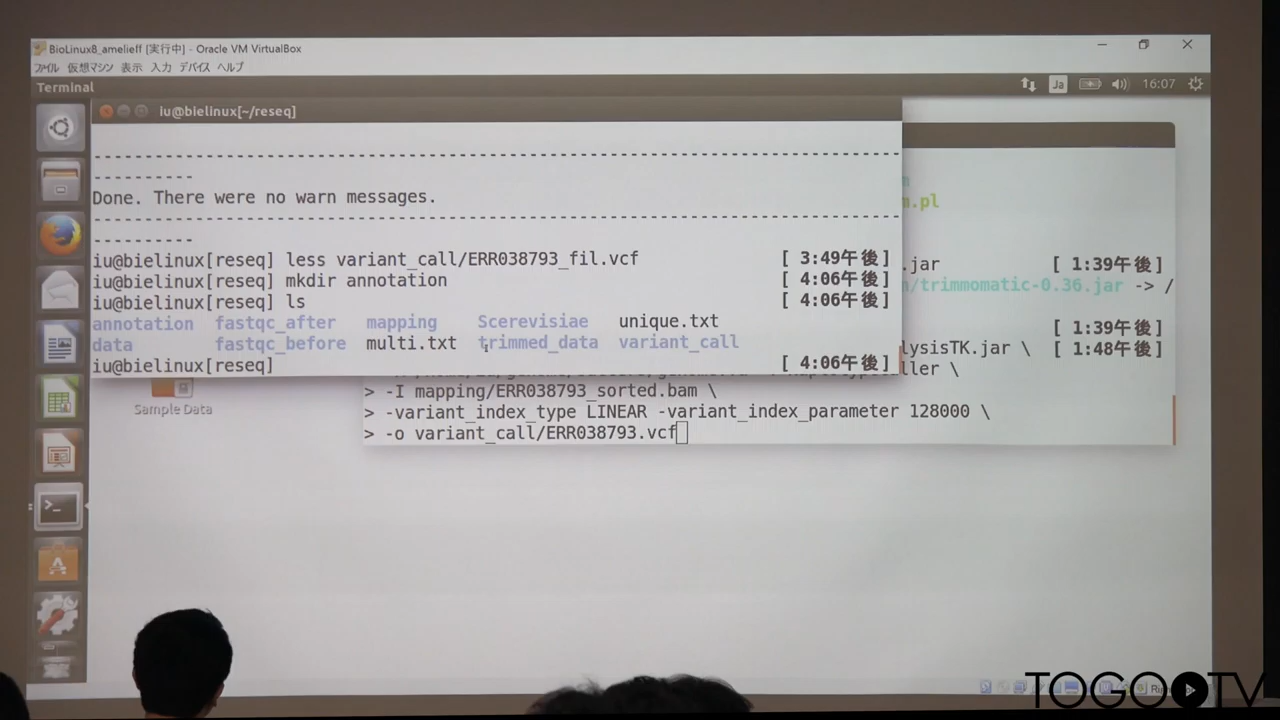 BioLinux8_amelieff [実行中] - Oracle VM VirtualBox
ファイル 仮想マシン 表示 入力 デバイス ヘルプ
Terminal
Ja
16:07
iu@bielinux[~/reseq]
--------------------------------------------------------------------------------
----------
Done. There were no warn messages.
--------------------------------------------------------------------------------
----------
iu@bielinux[reseq] less variant_call/ERR038793_fil.vcf [ 3:49午後]
iu@bielinux[reseq] mkdir annotation [ 4:06午後]
iu@bielinux[reseq] ls [ 4:06午後]
annotation fastqc_after mapping Scerevisiae unique.txt
data fastqc_before multi.txt trimmed_data variant_call
iu@bielinux[reseq] [ 4:06午後]
m.pl
.jar [ 1:39午後]
/trimmomatic-0.36.jar -> /
[ 1:39午後]
lysisTK.jar \ [ 1:48午後]
ller \
> -I mapping/ERR038793_sorted.bam \
> -variant_index_type LINEAR -variant_index_parameter 128000 \
> -o variant_call/ERR038793.vcf
Sample Data
TOGOTV